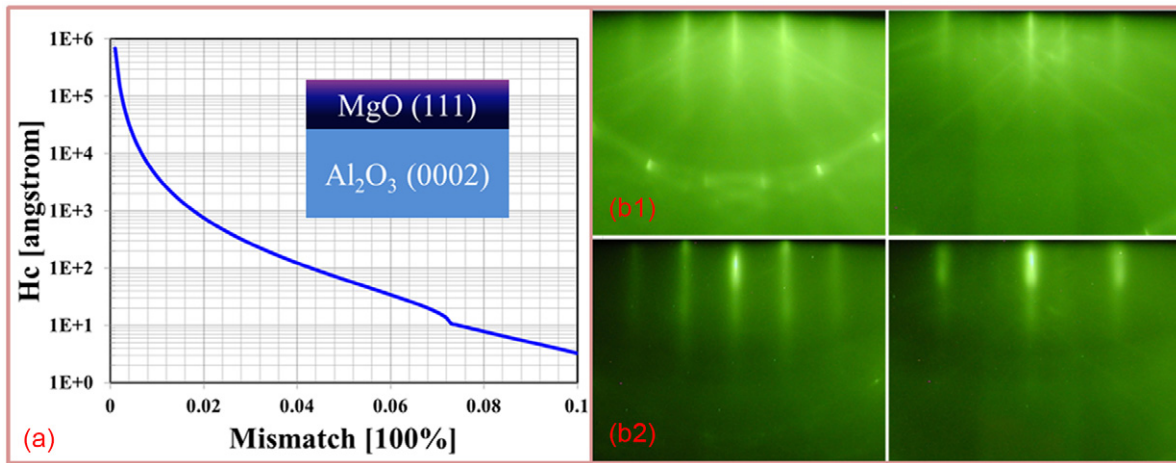 1E+6
1E+5
1E+4
1E+3
1E+2
1E+1
1E+0
Hc [angstrom]
MgO (111)
Al₂O₃ (0002)
0 0.02 0.04 0.06 0.08 0.1
Mismatch [100%]
(a)
(b1)
(b2)